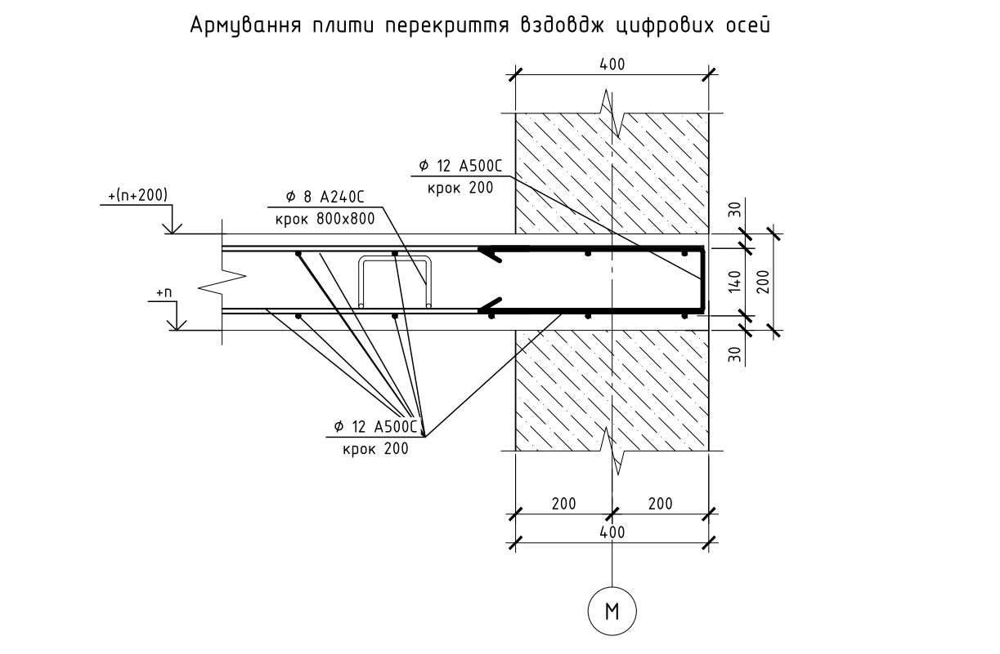 Армування плити перекриття вздовдж цифрових осей
400
Ø 12 А500С
крок 200
+(п+200)
Ø 8 А240С
крок 800х800
30
+п
140
200
30
Ø 12 А500С
крок 200
200
200
400
М